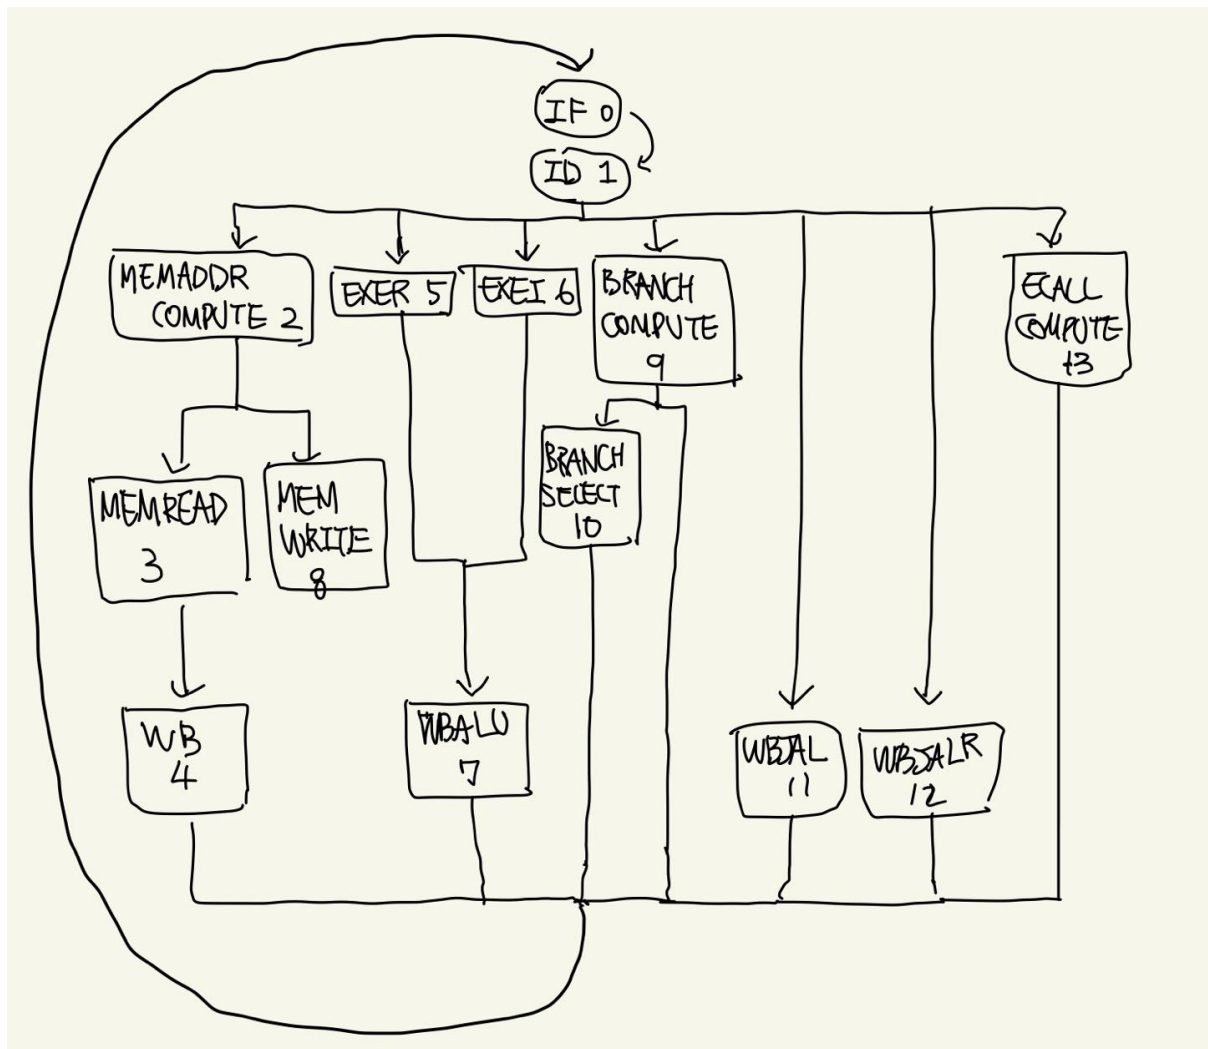 IF 0
ID 1
MEMADDR
COMPUTE 2
EXER 5
EXEI 6
BRANCH
COMPUTE
9
ECALL
COMPUTE
13
MEMREAD
3
MEM
WRITE
8
BRANCH
SELECT
10
WB
4
WBALU
7
WBJAL
11
WBJALR
12